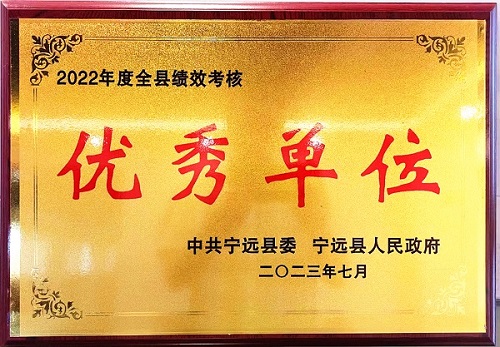 2022年度全县绩效考核
优秀单位
中共宁远县委 宁远县人民政府
二〇二三年七月